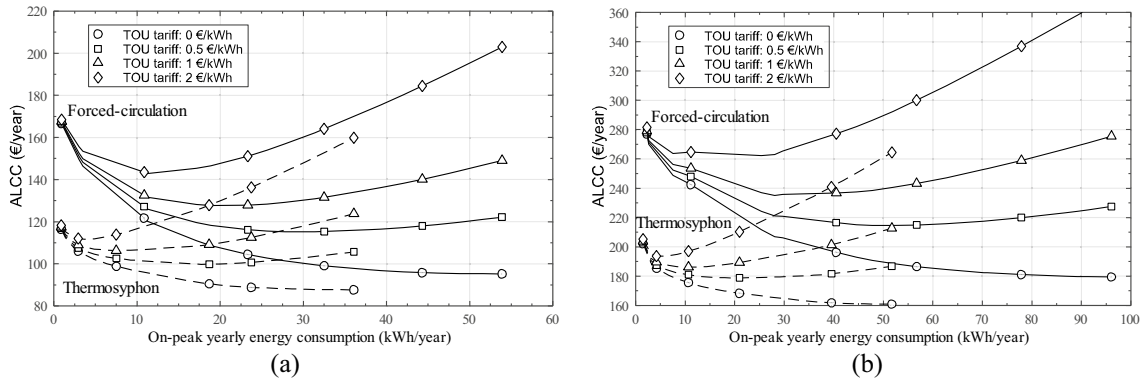 220
200
180
160
140
120
100
80
0
10
20
30
40
50
60
ALCC (€/year)
On-peak yearly energy consumption (kWh/year)
TOU tariff: 0 €/kWh
TOU tariff: 0.5 €/kWh
TOU tariff: 1 €/kWh
TOU tariff: 2 €/kWh
Forced-circulation
Thermosyphon
(a)
360
340
320
300
280
260
240
220
200
180
160
0
10
20
30
40
50
60
70
80
90
100
ALCC (€/year)
On-peak yearly energy consumption (kWh/year)
TOU tariff: 0 €/kWh
TOU tariff: 0.5 €/kWh
TOU tariff: 1 €/kWh
TOU tariff: 2 €/kWh
Forced-circulation
Thermosyphon
(b)